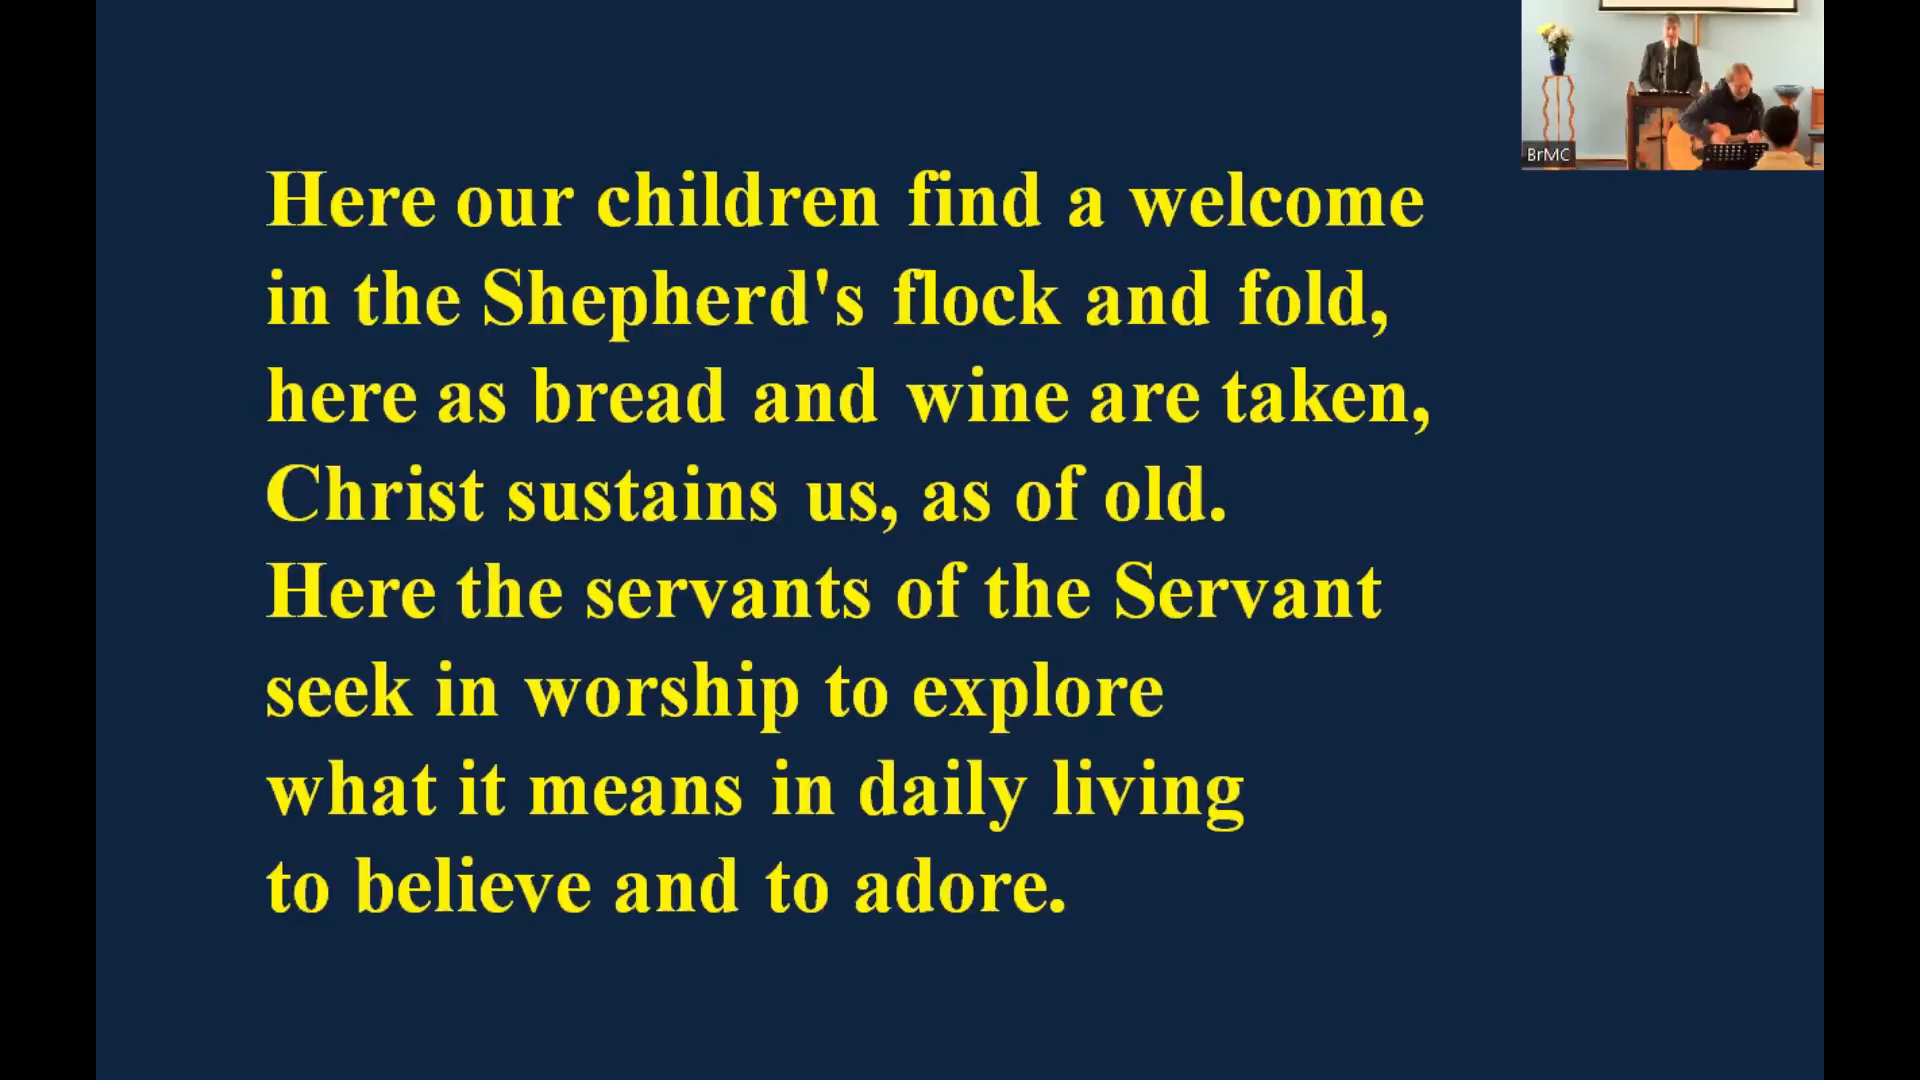 Here our children find a welcome
in the Shepherd's flock and fold,
here as bread and wine are taken,
Christ sustains us, as of old.
Here the servants of the Servant
seek in worship to explore
what it means in daily living
to believe and to adore.
BrMC